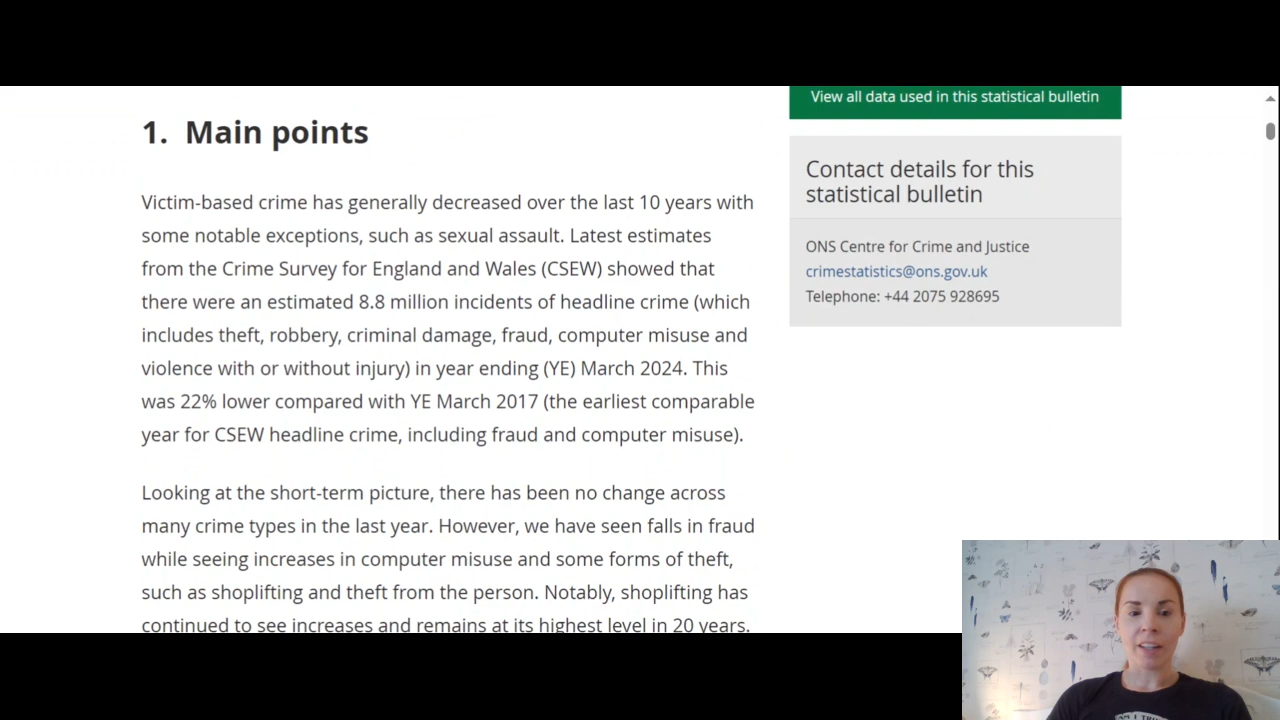 View all data used in this statistical bulletin
1. Main points
Contact details for this
statistical bulletin
ONS Centre for Crime and Justice
crimestatistics@ons.gov.uk
Telephone: +44 2075 928695
Victim-based crime has generally decreased over the last 10 years with
some notable exceptions, such as sexual assault. Latest estimates
from the Crime Survey for England and Wales (CSEW) showed that
there were an estimated 8.8 million incidents of headline crime (which
includes theft, robbery, criminal damage, fraud, computer misuse and
violence with or without injury) in year ending (YE) March 2024. This
was 22% lower compared with YE March 2017 (the earliest comparable
year for CSEW headline crime, including fraud and computer misuse).
Looking at the short-term picture, there has been no change across
many crime types in the last year. However, we have seen falls in fraud
while seeing increases in computer misuse and some forms of theft,
such as shoplifting and theft from the person. Notably, shoplifting has
continued to see increases and remains at its highest level in 20 years.